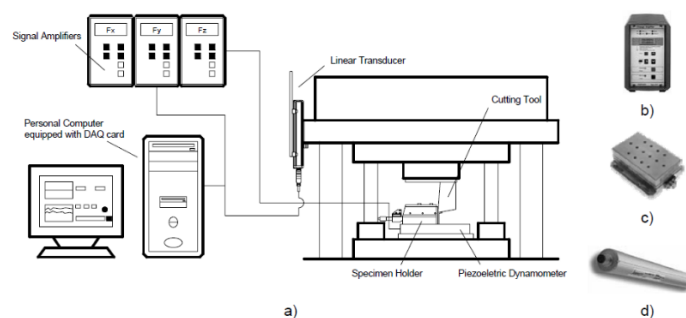 Fx
Fy
Fz
Signal Amplifiers
Linear Transducer
Cutting Tool
Personal Computer
equipped with DAQ card
Specimen Holder
Piezoeletric Dynamometer
a)
b)
c)
d)